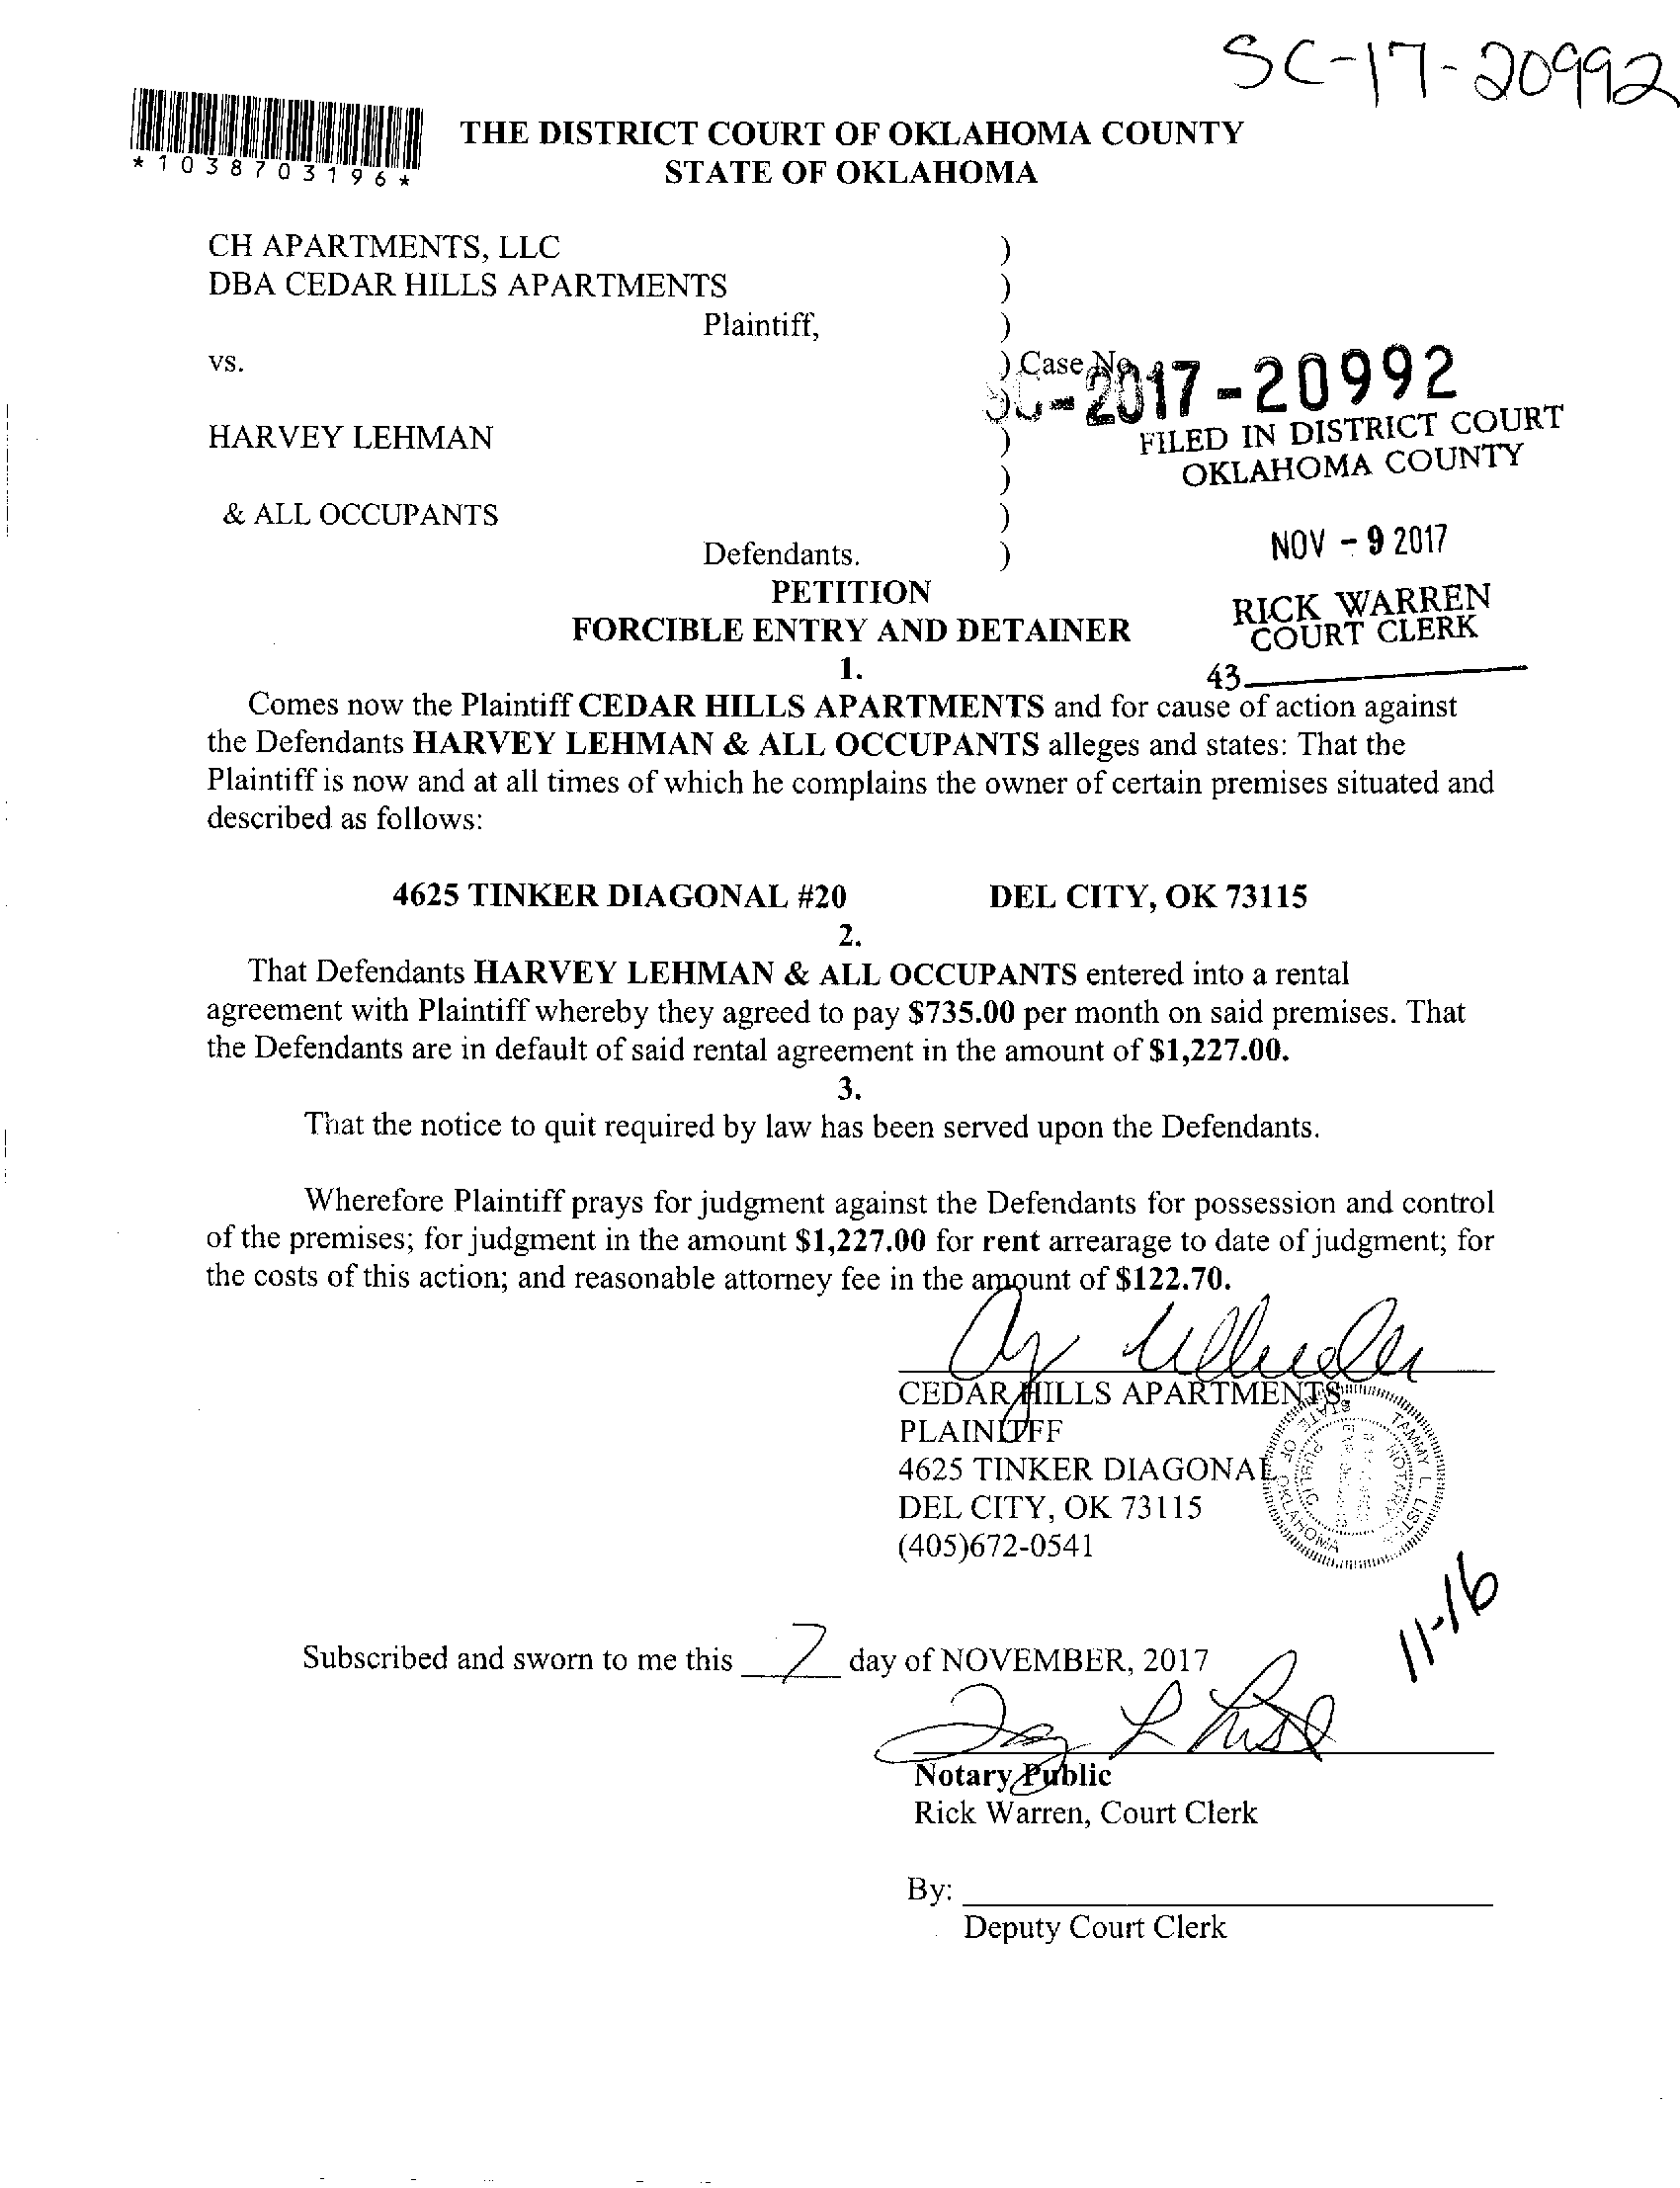 SC-17-20992
*1038703196*
THE DISTRICT COURT OF OKLAHOMA COUNTY
STATE OF OKLAHOMA
CH APARTMENTS, LLC )
DBA CEDAR HILLS APARTMENTS )
Plaintiff, )
vs. ) Case No.
SC-2017-20992
)
HARVEY LEHMAN )
FILED IN DISTRICT COURT
OKLAHOMA COUNTY
)
& ALL OCCUPANTS )
Defendants. )
NOV - 9 2017
PETITION
RICK WARREN
COURT CLERK
FORCIBLE ENTRY AND DETAINER
1.
43
Comes now the Plaintiff CEDAR HILLS APARTMENTS and for cause of action against
the Defendants HARVEY LEHMAN & ALL OCCUPANTS alleges and states: That the
Plaintiff is now and at all times of which he complains the owner of certain premises situated and
described as follows:
4625 TINKER DIAGONAL #20 DEL CITY, OK 73115
2.
That Defendants HARVEY LEHMAN & ALL OCCUPANTS entered into a rental
agreement with Plaintiff whereby they agreed to pay $735.00 per month on said premises. That
the Defendants are in default of said rental agreement in the amount of $1,227.00.
3.
That the notice to quit required by law has been served upon the Defendants.
Wherefore Plaintiff prays for judgment against the Defendants for possession and control
of the premises; for judgment in the amount $1,227.00 for rent arrearage to date of judgment; for
the costs of this action; and reasonable attorney fee in the amount of $122.70.
CEDAR HILLS APARTMENTS,
PLAINITFF
4625 TINKER DIAGONAL
DEL CITY, OK 73115
(405)672-0541
TAMMY L.
NOTARY PUBLIC
STATE OF OKLAHOMA
11-16
Subscribed and sworn to me this 7 day of NOVEMBER, 2017
Notary Public
Rick Warren, Court Clerk
By:
Deputy Court Clerk